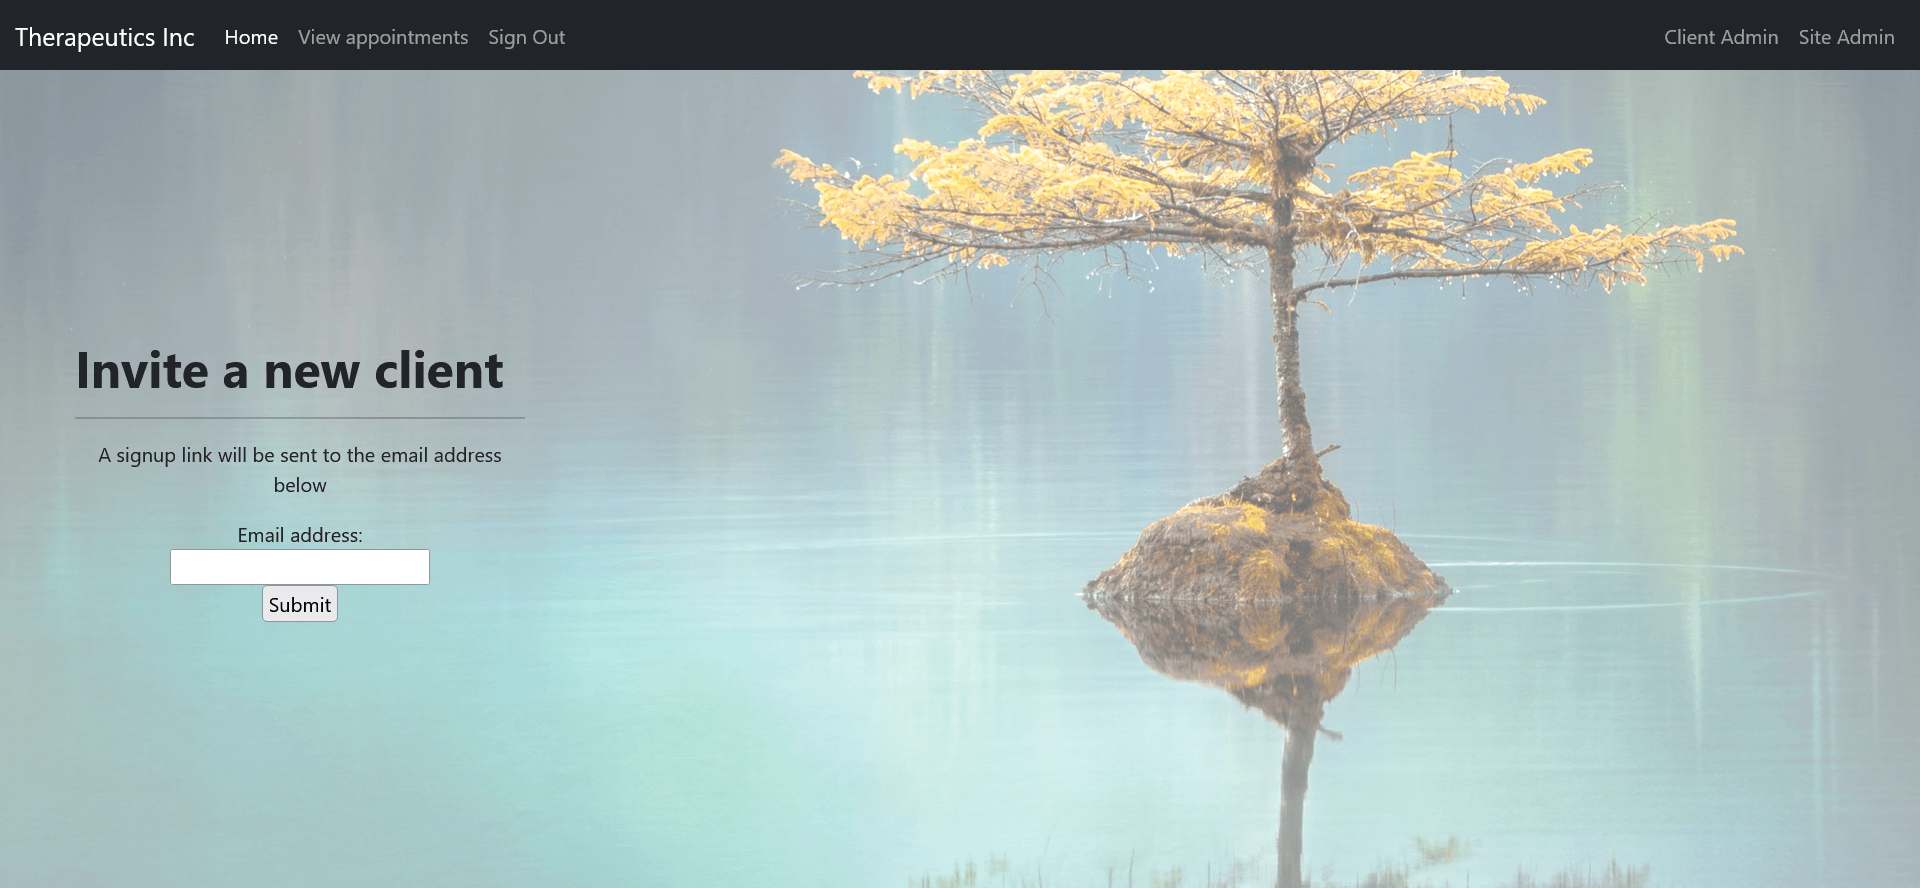 Therapeutics Inc Home View appointments Sign Out Client Admin Site Admin
Invite a new client
A signup link will be sent to the email address
below
Email address:
Submit